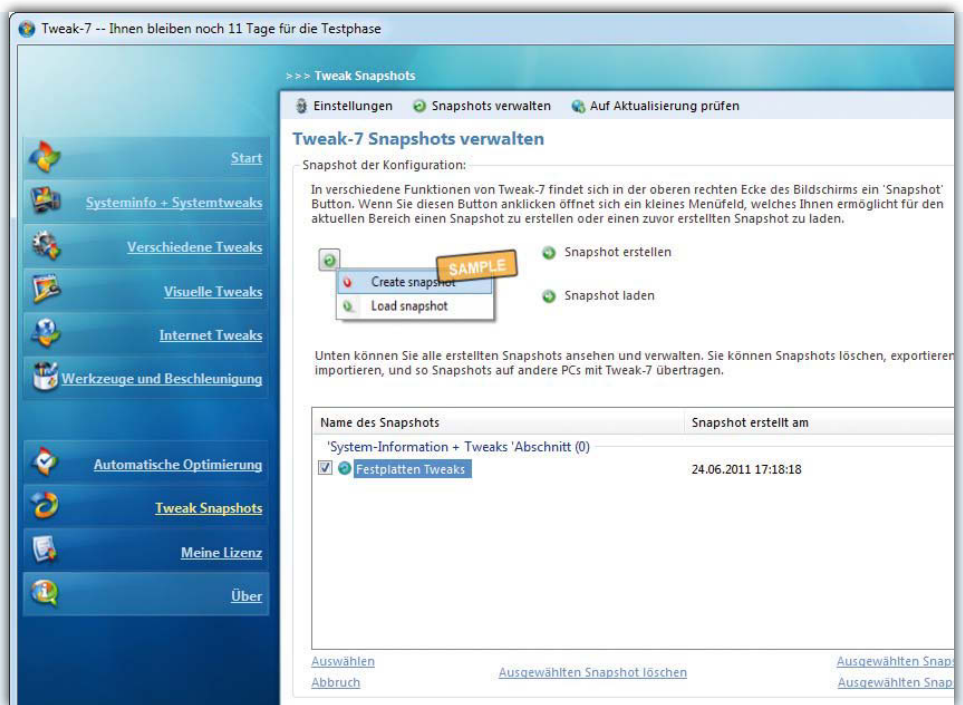 Tweak-7 -- Ihnen bleiben noch 11 Tage für die Testphase
>>> Tweak Snapshots
Einstellungen Snapshots verwalten Auf Aktualisierung prüfen
Tweak-7 Snapshots verwalten
Snapshot der Konfiguration:
In verschiedene Funktionen von Tweak-7 findet sich in der oberen rechten Ecke des Bildschirms ein 'Snapshot'
Button. Wenn Sie diesen Button anklicken öffnet sich ein kleines Menüfeld, welches Ihnen ermöglicht für den
aktuellen Bereich einen Snapshot zu erstellen oder einen zuvor erstellten Snapshot zu laden.
SAMPLE
Create snapshot
Load snapshot
Snapshot erstellen
Snapshot laden
Unten können Sie alle erstellten Snapshots ansehen und verwalten. Sie können Snapshots löschen, exportieren
importieren, und so Snapshots auf andere PCs mit Tweak-7 übertragen.
Name des Snapshots Snapshot erstellt am
'System-Information + Tweaks 'Abschnitt (0)
Festplatten Tweaks 24.06.2011 17:18:18
Auswählen
Abbruch
Ausgewählten Snapshot löschen
Ausgewählten Snap
Ausgewählten Snap
Start
Systeminfo + Systemtweaks
Verschiedene Tweaks
Visuelle Tweaks
Internet Tweaks
Werkzeuge und Beschleunigung
Automatische Optimierung
Tweak Snapshots
Meine Lizenz
Über